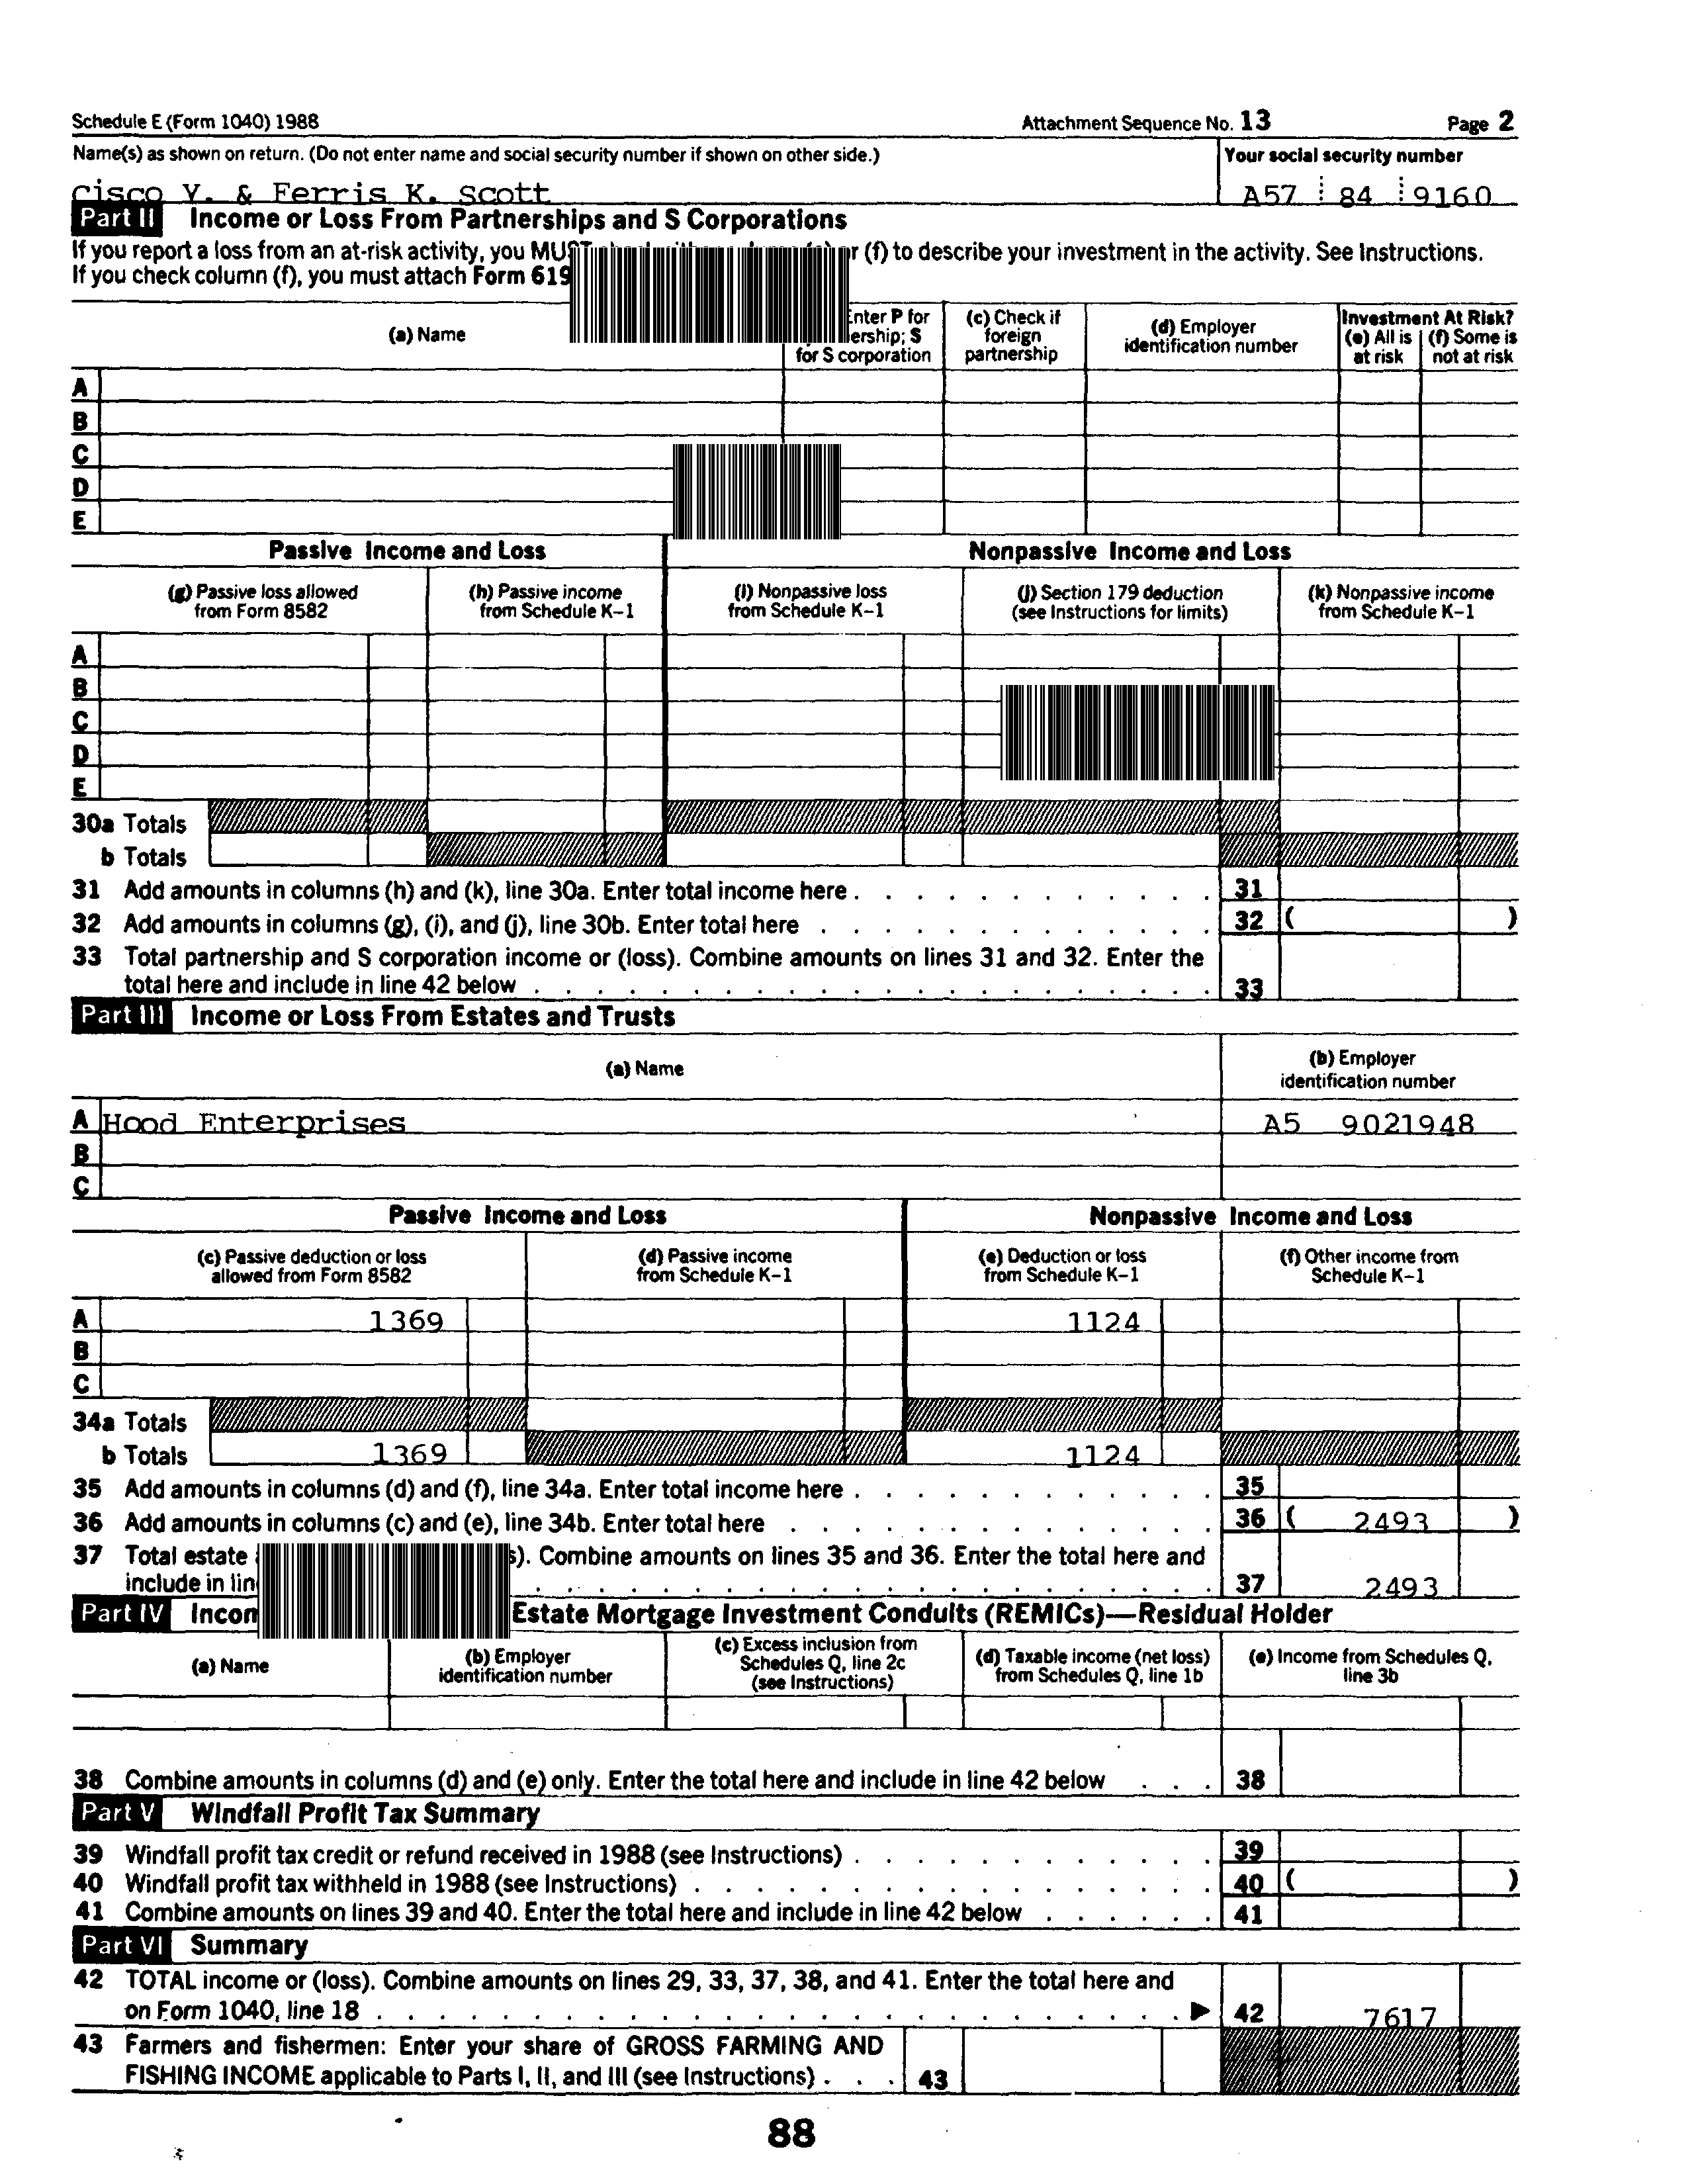 Schedule E (Form 1040) 1988 Attachment Sequence No. 13 Page 2
Name(s) as shown on return. (Do not enter name and social security number if shown on other side.) Your social security number
Cisco Y. & Ferris K. Scott A57 84 9160
Part II Income or Loss From Partnerships and S Corporations
If you report a loss from an at-risk activity, you MUST (f) to describe your investment in the activity. See Instructions.
If you check column (f), you must attach Form 619
(a) Name Enter P for ership; S for S corporation (c) Check if foreign partnership (d) Employer identification number Investment At Risk? (e) All is at risk (f) Some is not at risk
A
B
C
D
E
Passive Income and Loss Nonpassive Income and Loss
(g) Passive loss allowed from Form 8582 (h) Passive income from Schedule K-1 (i) Nonpassive loss from Schedule K-1 (j) Section 179 deduction (see Instructions for limits) (k) Nonpassive income from Schedule K-1
A
B
C
D
E
30a Totals
b Totals
31 Add amounts in columns (h) and (k), line 30a. Enter total income here . 31
32 Add amounts in columns (g), (i), and (j), line 30b. Enter total here . 32 ( )
33 Total partnership and S corporation income or (loss). Combine amounts on lines 31 and 32. Enter the
total here and include in line 42 below . 33
Part III Income or Loss From Estates and Trusts
(a) Name (b) Employer identification number
A Hood Enterprises A5 9021948
B
C
Passive Income and Loss Nonpassive Income and Loss
(c) Passive deduction or loss allowed from Form 8582 (d) Passive income from Schedule K-1 (e) Deduction or loss from Schedule K-1 (f) Other income from Schedule K-1
A 1369 1124
B
C
34a Totals
b Totals 1369 1124
35 Add amounts in columns (d) and (f), line 34a. Enter total income here . 35
36 Add amounts in columns (c) and (e), line 34b. Enter total here . 36 ( 2493 )
37 Total estate s). Combine amounts on lines 35 and 36. Enter the total here and
include in lin . 37 2493
Part IV Incom Estate Mortgage Investment Conduits (REMICs)—Residual Holder
(a) Name (b) Employer identification number (c) Excess inclusion from Schedules Q, line 2c (see Instructions) (d) Taxable income (net loss) from Schedules Q, line 1b (e) Income from Schedules Q, line 3b
38 Combine amounts in columns (d) and (e) only. Enter the total here and include in line 42 below . . . 38
Part V Windfall Profit Tax Summary
39 Windfall profit tax credit or refund received in 1988 (see Instructions) . 39
40 Windfall profit tax withheld in 1988 (see Instructions) . 40 ( )
41 Combine amounts on lines 39 and 40. Enter the total here and include in line 42 below . 41
Part VI Summary
42 TOTAL income or (loss). Combine amounts on lines 29, 33, 37, 38, and 41. Enter the total here and
on Form 1040, line 18 . ▶ 42 7617
43 Farmers and fishermen: Enter your share of GROSS FARMING AND
FISHING INCOME applicable to Parts I, II, and III (see Instructions) . . . 43
88